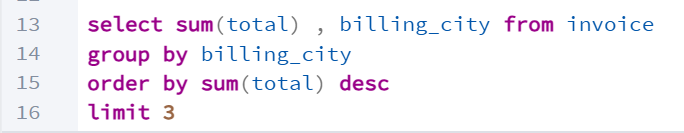 13 select sum(total) , billing_city from invoice
14 group by billing_city
15 order by sum(total) desc
16 limit 3